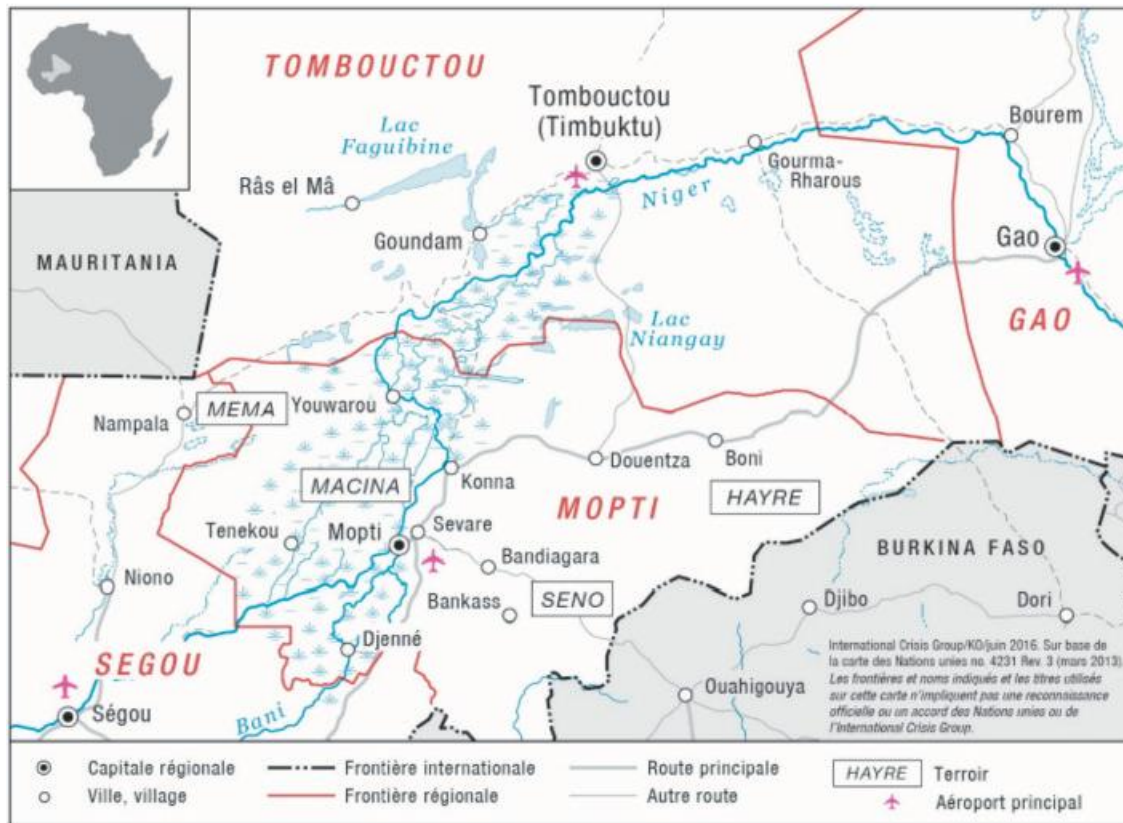 TOMBOUCTOU
Tombouctou
(Timbuktu)
Bourem
Lac
Faguibine
Gourma-
Rharous
Râs el Mâ
Niger
Goundam
Gao
MAURITANIA
GAO
Lac
Niangay
MEMA
Youwarou
Nampala
Douentza
Boni
Konna
MACINA
HAYRE
MOPTI
Tenekou
Mopti
Sevare
BURKINA FASO
Bandiagara
Niono
SENO
Bankass
Djibo
Dori
Djenné
SEGOU
International Crisis Group/KO/juin 2016. Sur base de
la carte des Nations unies no. 4231 Rev. 3 (mars 2013).
Les frontières et noms indiqués et les titres utilisés
sur cette carte n'impliquent pas une reconnaissance
officielle ou un accord des Nations unies ou de
l'International Crisis Group.
Ouahigouya
Ségou
Bani
Capitale régionale
Ville, village
Frontière internationale
Frontière régionale
Route principale
Autre route
HAYRE Terroir
Aéroport principal